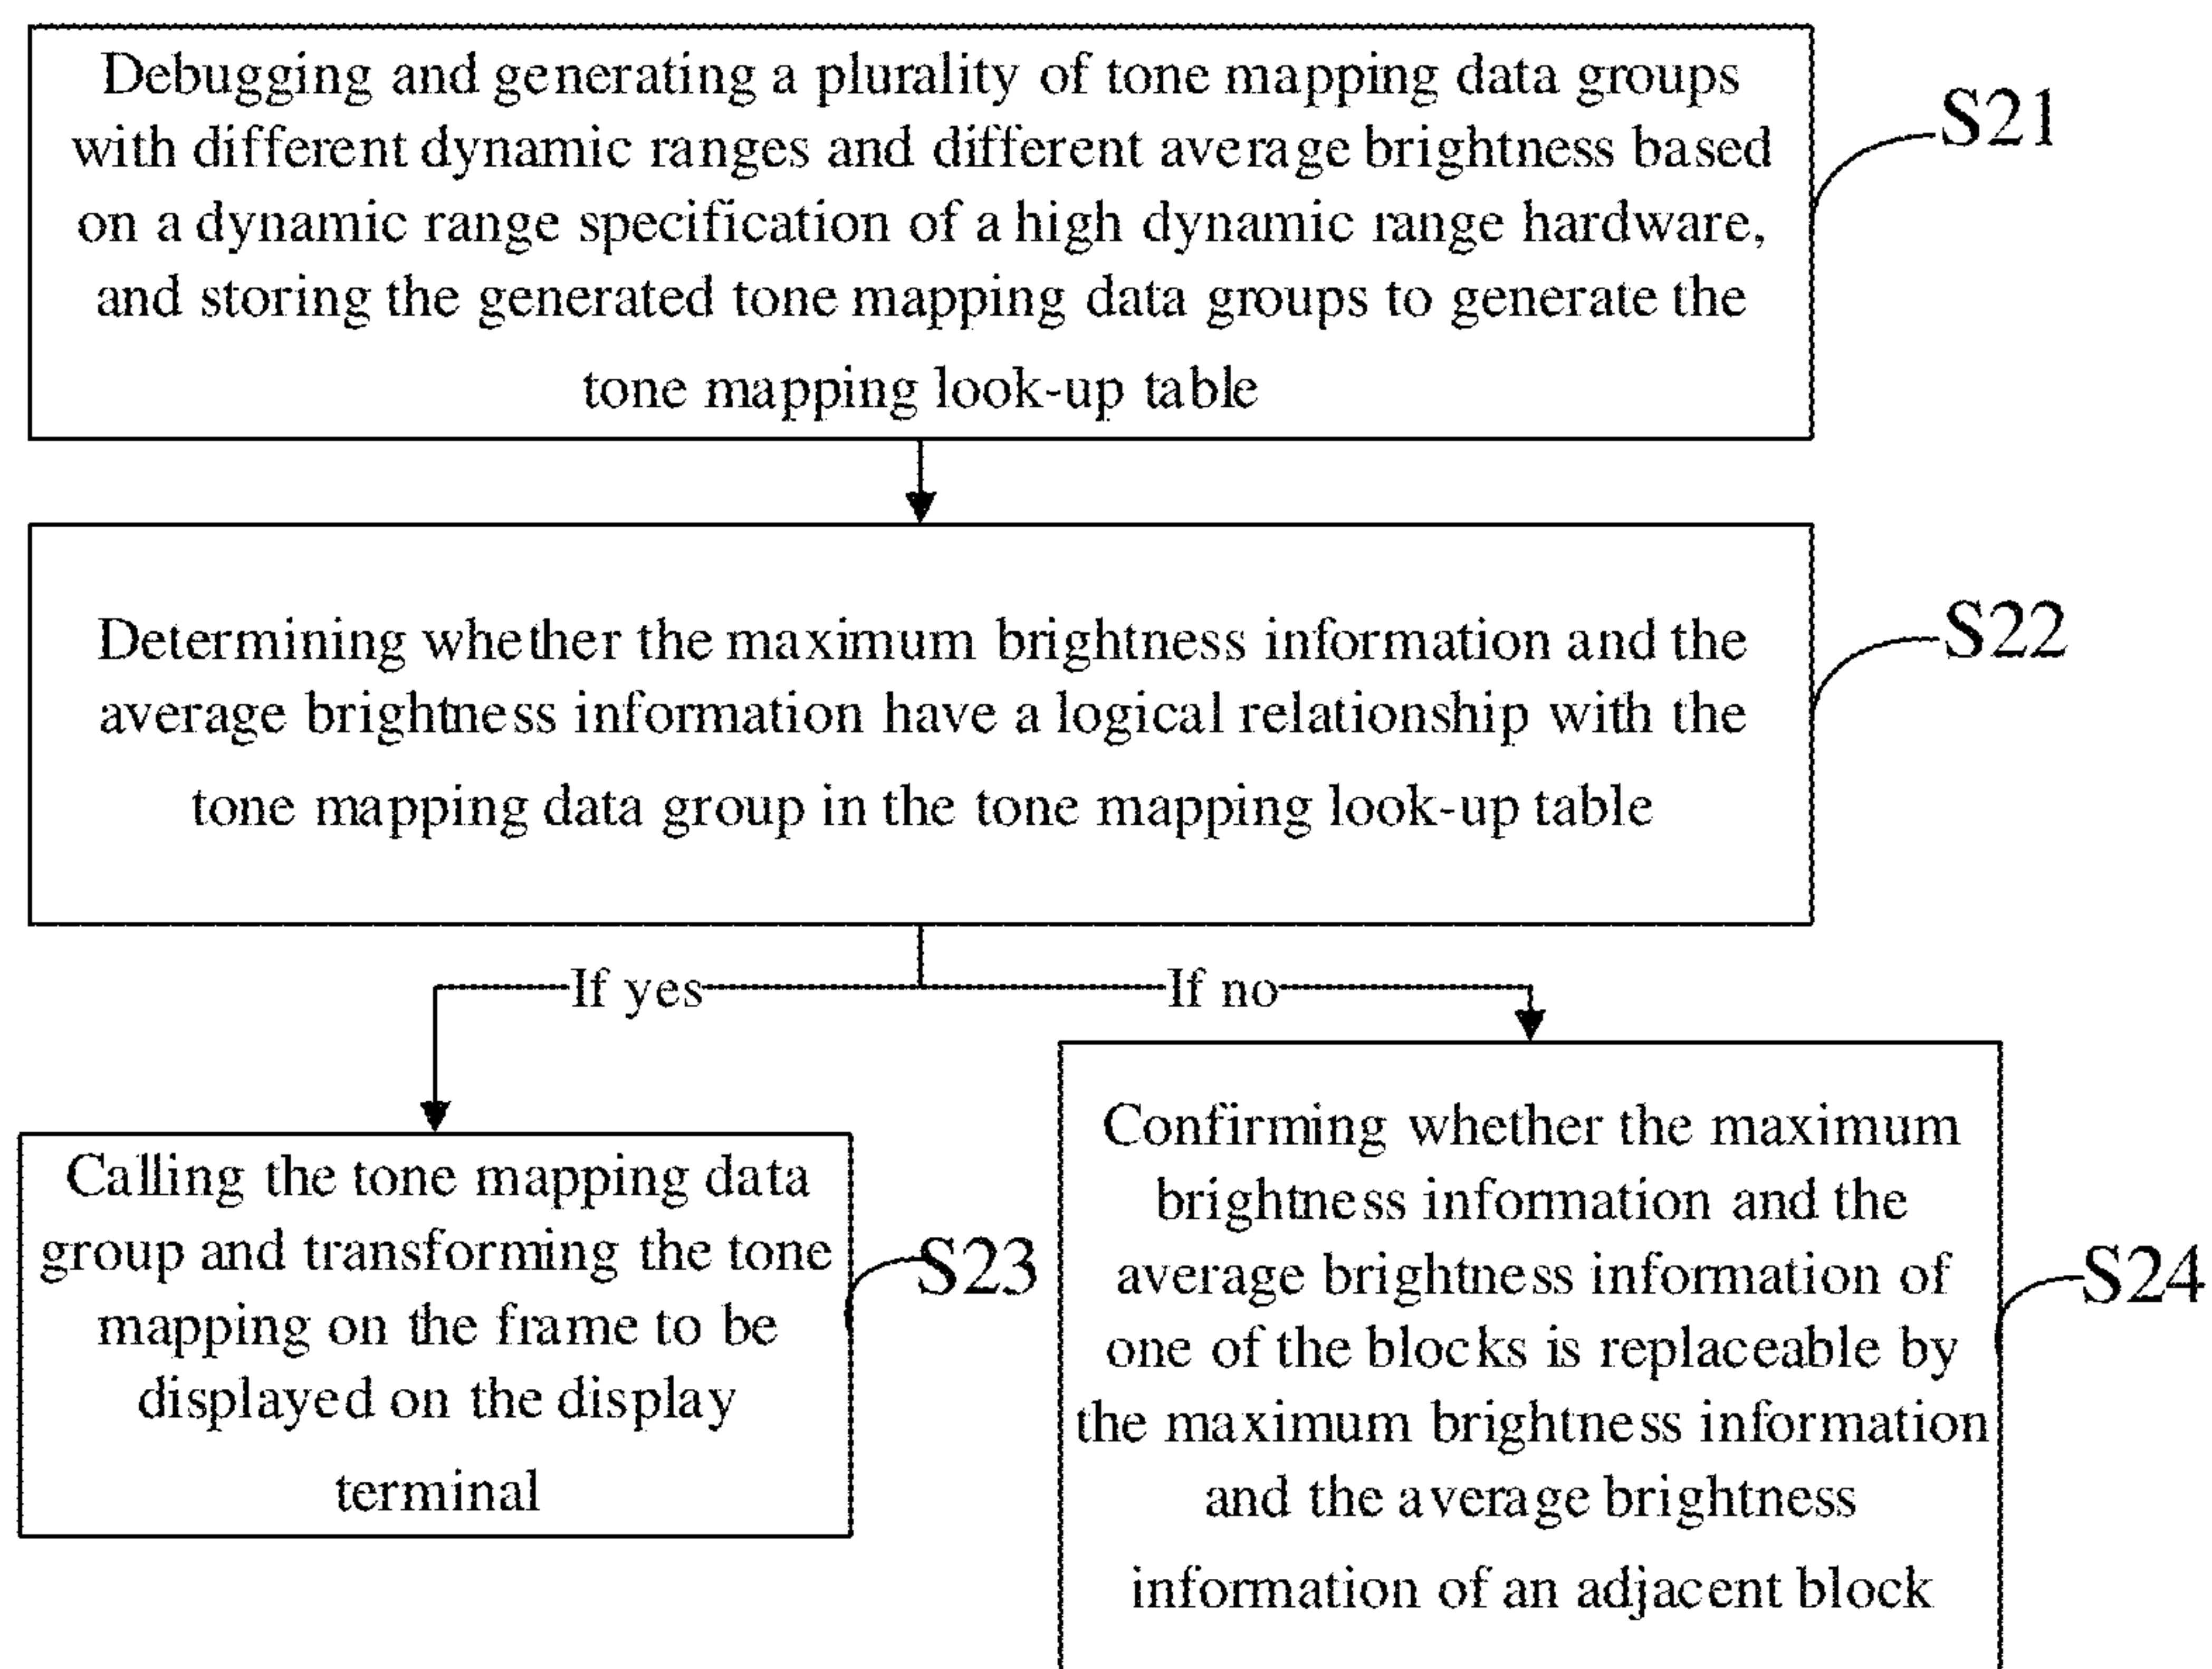 Debugging and generating a plurality of tone mapping data groups
with different dynamic ranges and different average brightness based
on a dynamic range specification of a high dynamic range hardware,
and storing the generated tone mapping data groups to generate the
tone mapping look-up table
S21
Determining whether the maximum brightness information and the
average brightness information have a logical relationship with the
tone mapping data group in the tone mapping look-up table
S22
If yes
If no
Calling the tone mapping data
group and transforming the tone
mapping on the frame to be
displayed on the display
terminal
S23
Confirming whether the maximum
brightness information and the
average brightness information of
one of the blocks is replaceable by
the maximum brightness information
and the average brightness
information of an adjacent block
S24